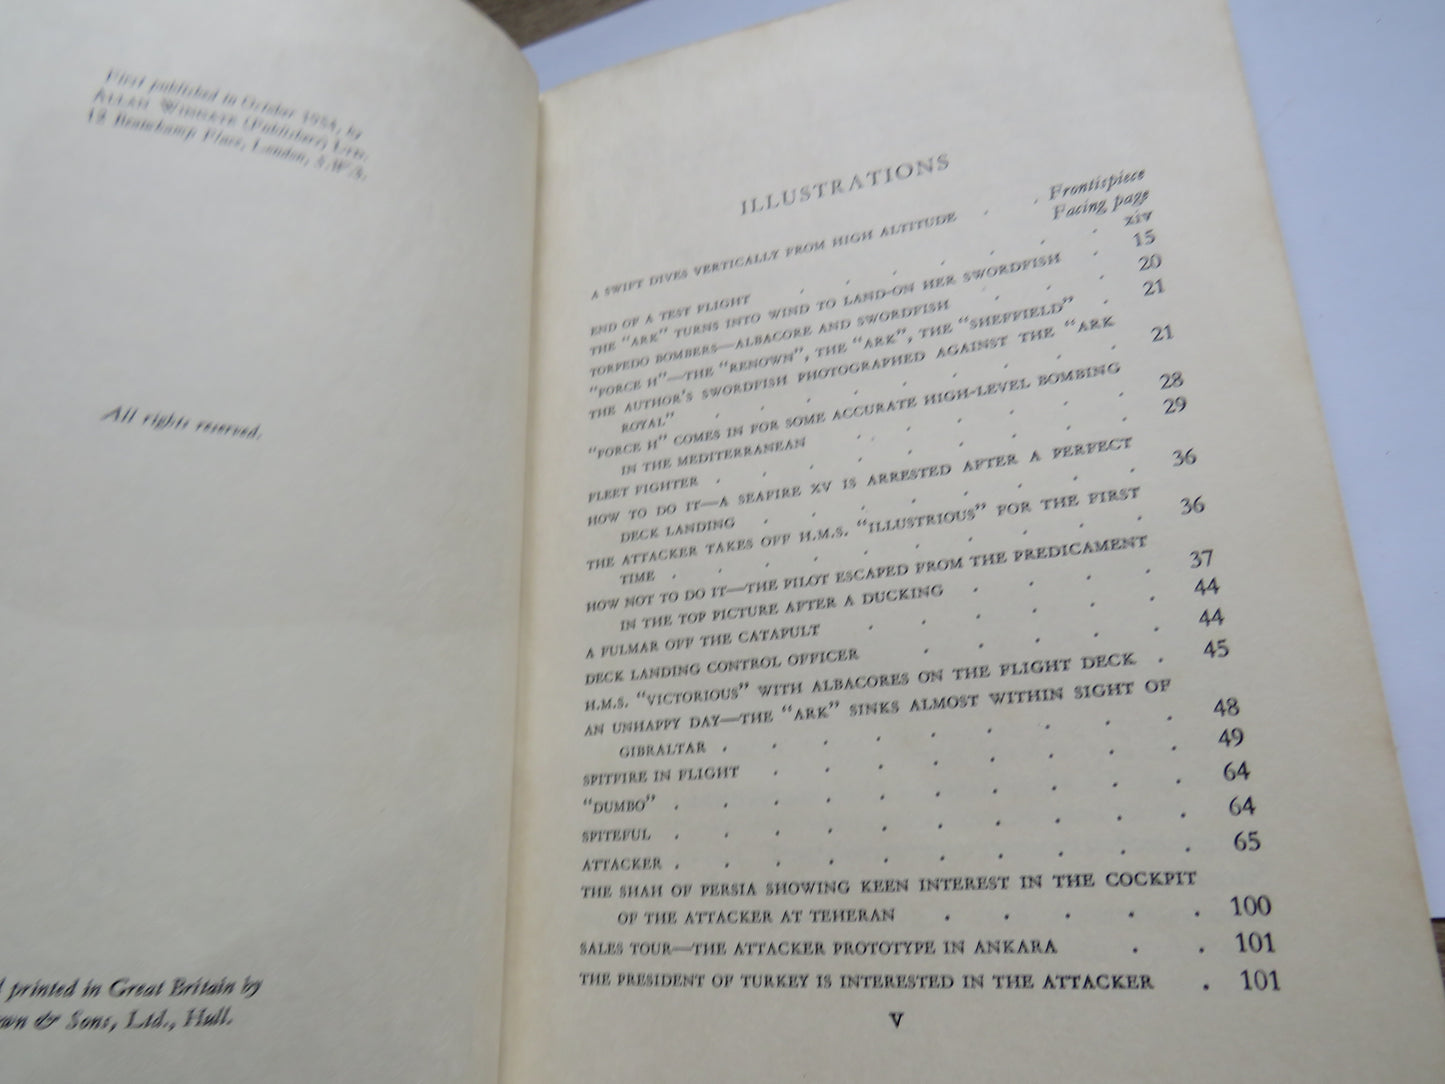 First published in October 1954, by
ALLAN WINGATE (Publishers) LTD.
12 Beauchamp Place, London, S.W.3.
All rights reserved.
printed in Great Britain by
& Sons, Ltd., Hull.
ILLUSTRATIONS
A SWIFT DIVES VERTICALLY FROM HIGH ALTITUDE . . Frontispiece
Facing page
END OF A TEST FLIGHT . . . . . . . xiv
THE “ARK” TURNS INTO WIND TO LAND-ON HER SWORDFISH . 15
TORPEDO BOMBERS—ALBACORE AND SWORDFISH . . . 20
“FORCE H”—THE “RENOWN”, THE “ARK”, THE “SHEFFIELD” . 21
THE AUTHOR’S SWORDFISH PHOTOGRAPHED AGAINST THE “ARK
ROYAL” . . . . . . . . . 21
“FORCE H” COMES IN FOR SOME ACCURATE HIGH-LEVEL BOMBING
IN THE MEDITERRANEAN . . . . . . 28
FLEET FIGHTER . . . . . . . . . 29
HOW TO DO IT—A SEAFIRE XV IS ARRESTED AFTER A PERFECT
DECK LANDING . . . . . . . . 36
THE ATTACKER TAKES OFF H.M.S. “ILLUSTRIOUS” FOR THE FIRST
TIME . . . . . . . . . . 36
HOW NOT TO DO IT—THE PILOT ESCAPED FROM THE PREDICAMENT
IN THE TOP PICTURE AFTER A DUCKING . . . . 37
A FULMAR OFF THE CATAPULT . . . . . . 44
DECK LANDING CONTROL OFFICER . . . . . 44
H.M.S. “VICTORIOUS” WITH ALBACORES ON THE FLIGHT DECK . 45
AN UNHAPPY DAY—THE “ARK” SINKS ALMOST WITHIN SIGHT OF
GIBRALTAR . . . . . . . . . 48
SPITFIRE IN FLIGHT . . . . . . . . 49
“DUMBO” . . . . . . . . . . 64
SPITEFUL . . . . . . . . . . 64
ATTACKER . . . . . . . . . . 65
THE SHAH OF PERSIA SHOWING KEEN INTEREST IN THE COCKPIT
OF THE ATTACKER AT TEHERAN . . . . . 100
SALES TOUR—THE ATTACKER PROTOTYPE IN ANKARA . . 101
THE PRESIDENT OF TURKEY IS INTERESTED IN THE ATTACKER . 101
V